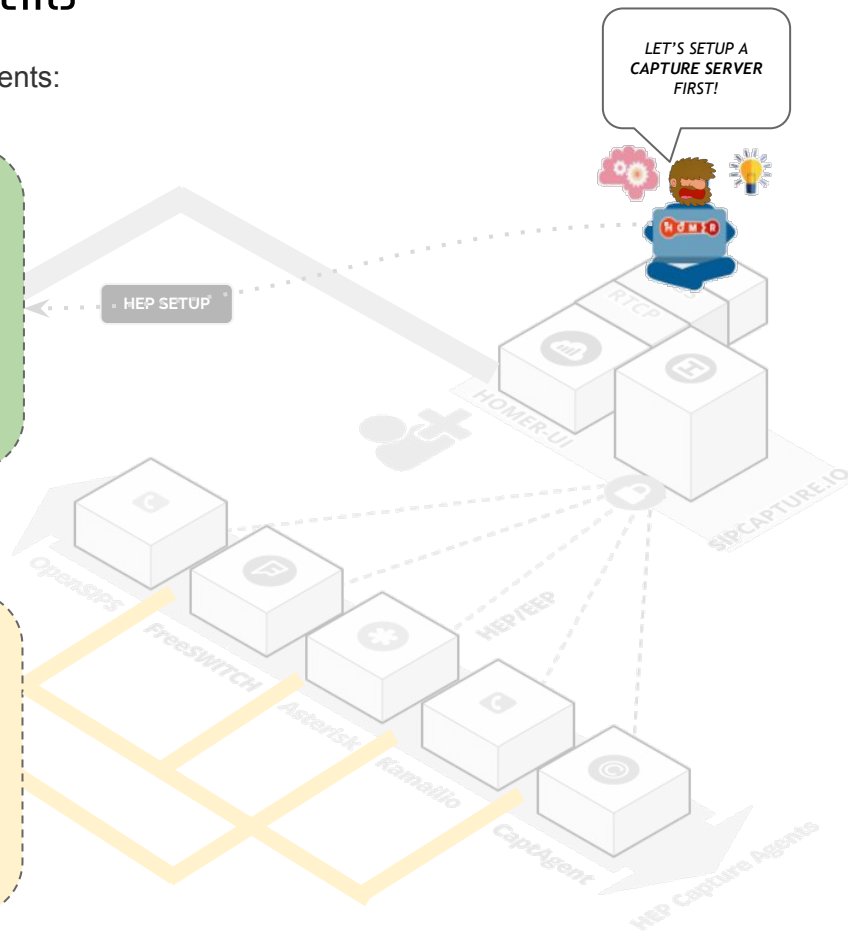 ents:
LET'S SETUP A
CAPTURE SERVER
FIRST!
HOMER
RTCP
HEP SETUP
HOMER-UI
SIPCAPTURE.IO
OpenSIPS
FreeSWITCH
HEP/EEP
Asterisk
Kamailio
CaptAgent
HEP Capture Agents